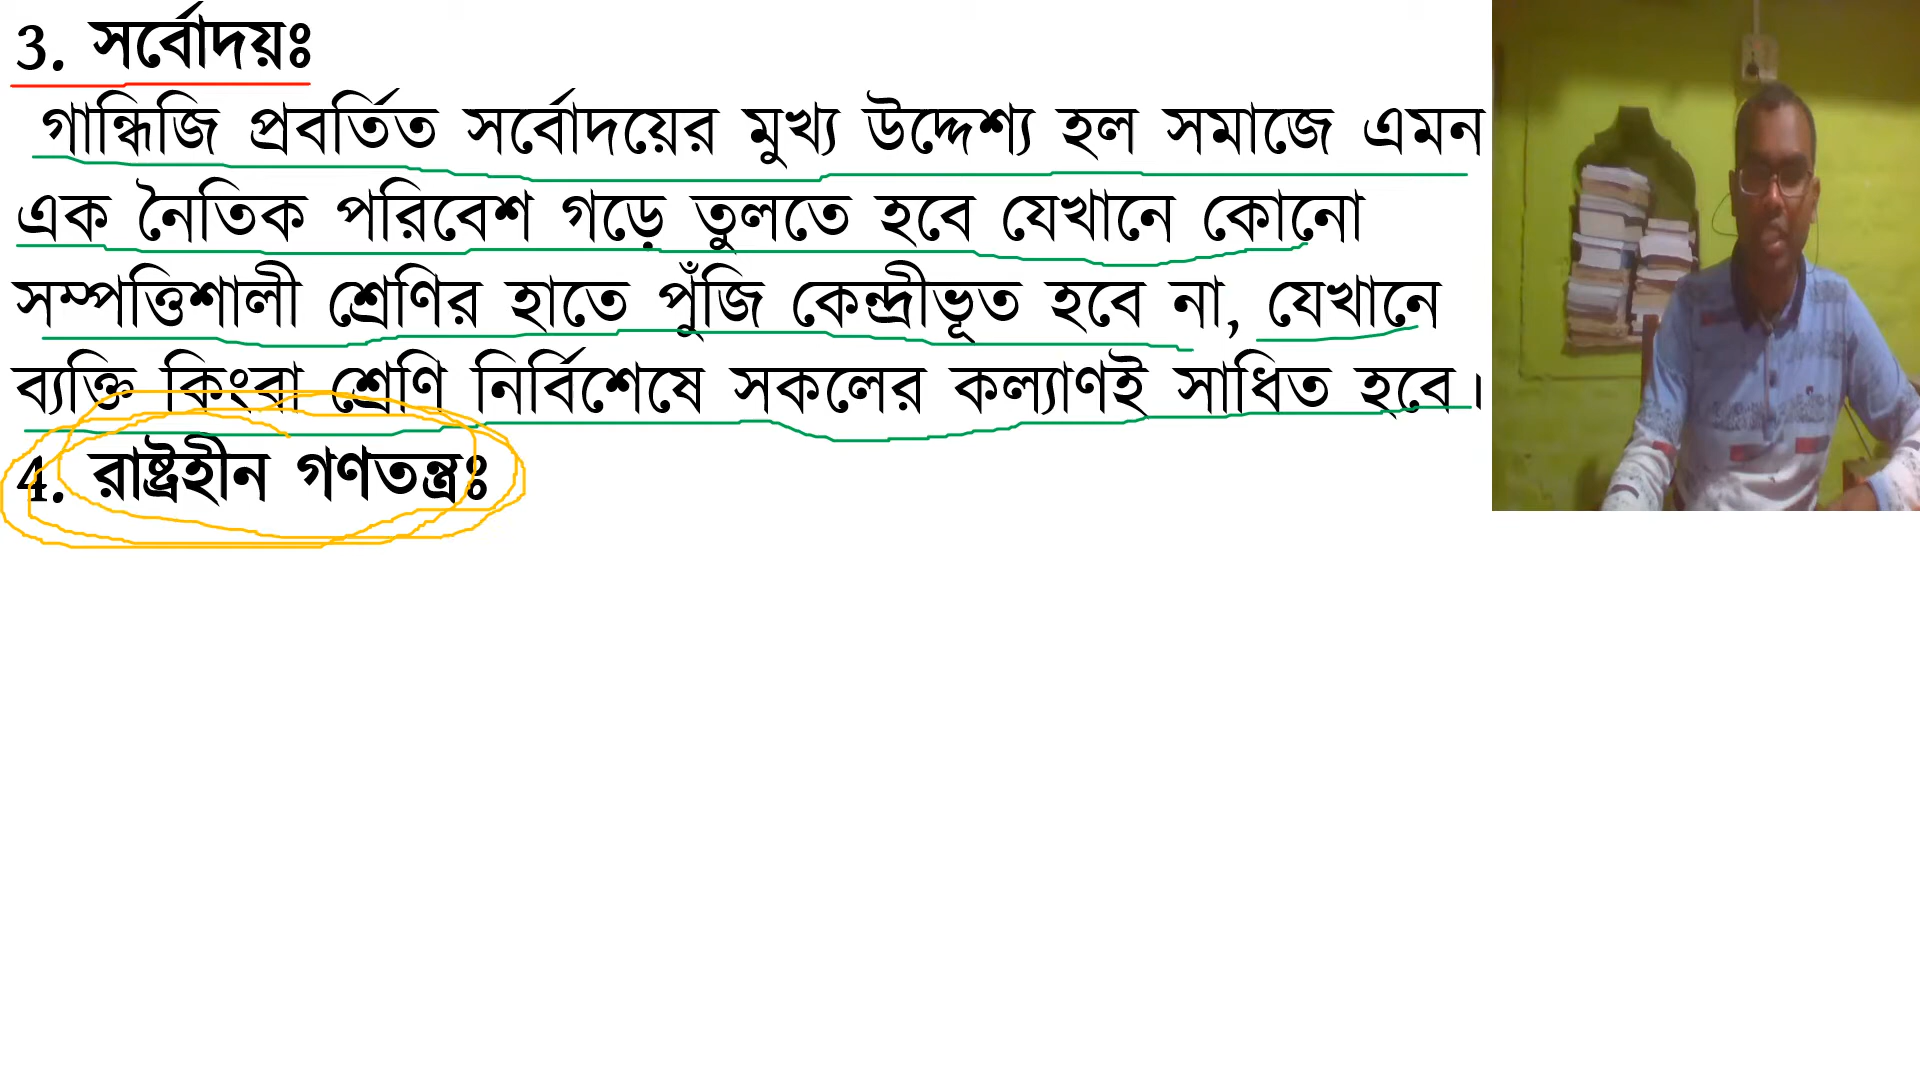 3. সর্বোদয়ঃ
গান্ধিজি প্রবর্তিত সর্বোদয়ের মুখ্য উদ্দেশ্য হল সমাজে এমন
এক নৈতিক পরিবেশ গড়ে তুলতে হবে যেখানে কোনো
সম্পত্তিশালী শ্রেণির হাতে পুঁজি কেন্দ্রীভূত হবে না, যেখানে
ব্যক্তি কিংবা শ্রেণি নির্বিশেষে সকলের কল্যাণই সাধিত হবে।
4. রাষ্ট্রহীন গণতন্ত্রঃ